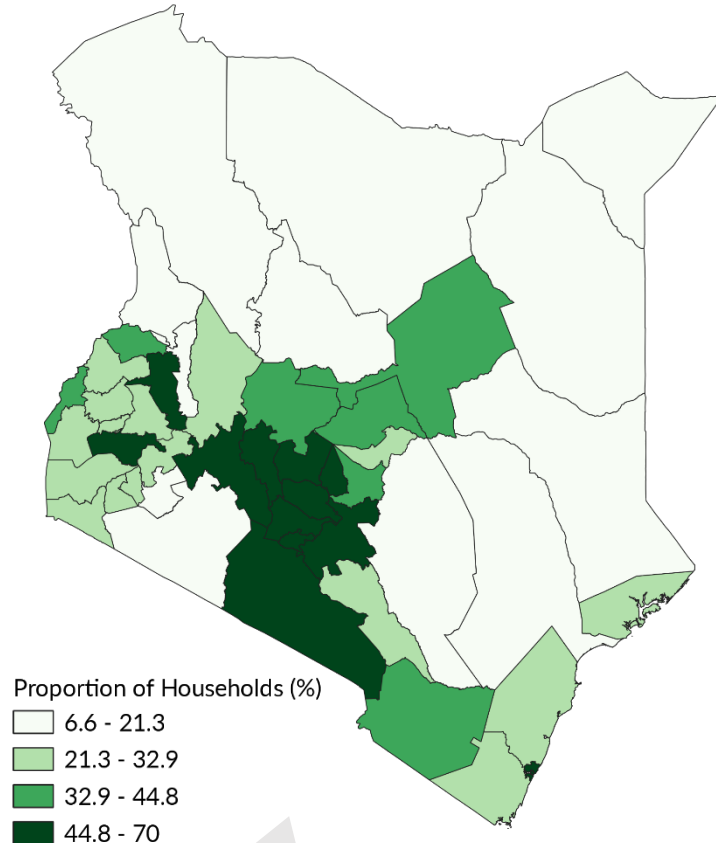 Proportion of Households (%)
6.6 - 21.3
21.3 - 32.9
32.9 - 44.8
44.8 - 70